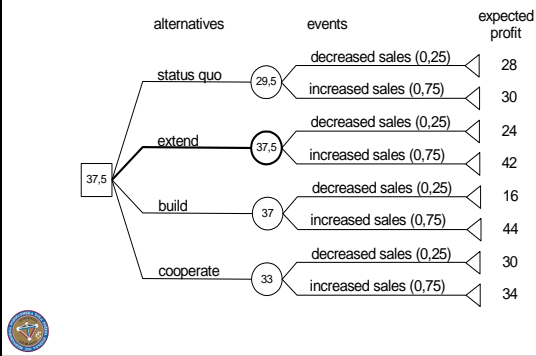 alternatives events expected
profit
decreased sales (0,25) 28
status quo 29,5
increased sales (0,75) 30
decreased sales (0,25) 24
extend 37,5
increased sales (0,75) 42
37,5
decreased sales (0,25) 16
build 37
increased sales (0,75) 44
decreased sales (0,25) 30
cooperate 33
increased sales (0,75) 34